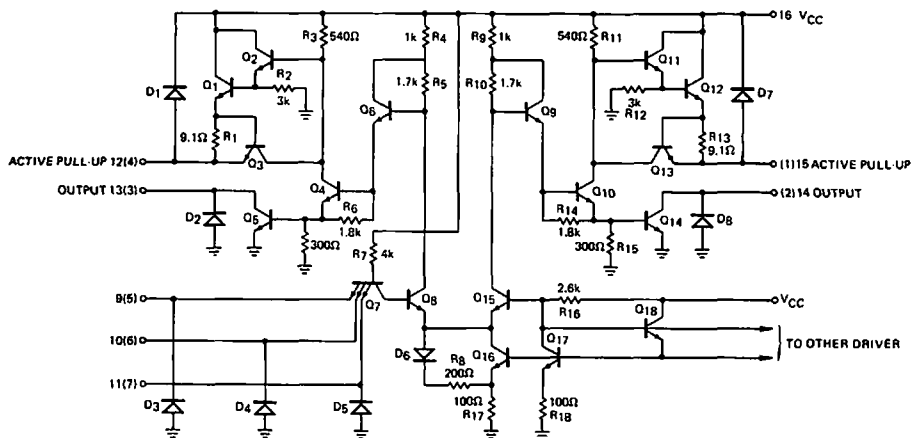 16 VCC
R3
540Ω
1k
R4
R9
1k
540Ω
R11
Q2
Q11
Q1
R2
3k
D1
1.7k
R5
R10
1.7k
Q12
D7
3k
R12
Q6
Q9
9.1Ω
R1
Q3
R13
9.1Ω
ACTIVE PULL-UP 12(4)
Q13
(1)15 ACTIVE PULL-UP
Q4
Q10
OUTPUT 13(3)
(2)14 OUTPUT
D2
Q5
R6
1.8k
R14
1.8k
Q14
D8
300Ω
300Ω
R15
R7
4k
9(5)
Q7
Q8
Q15
2.6k
R16
VCC
Q18
10(6)
D6
Q17
TO OTHER DRIVER
R8
200Ω
Q16
11(7)
D3
D4
D5
100Ω
R17
100Ω
R18